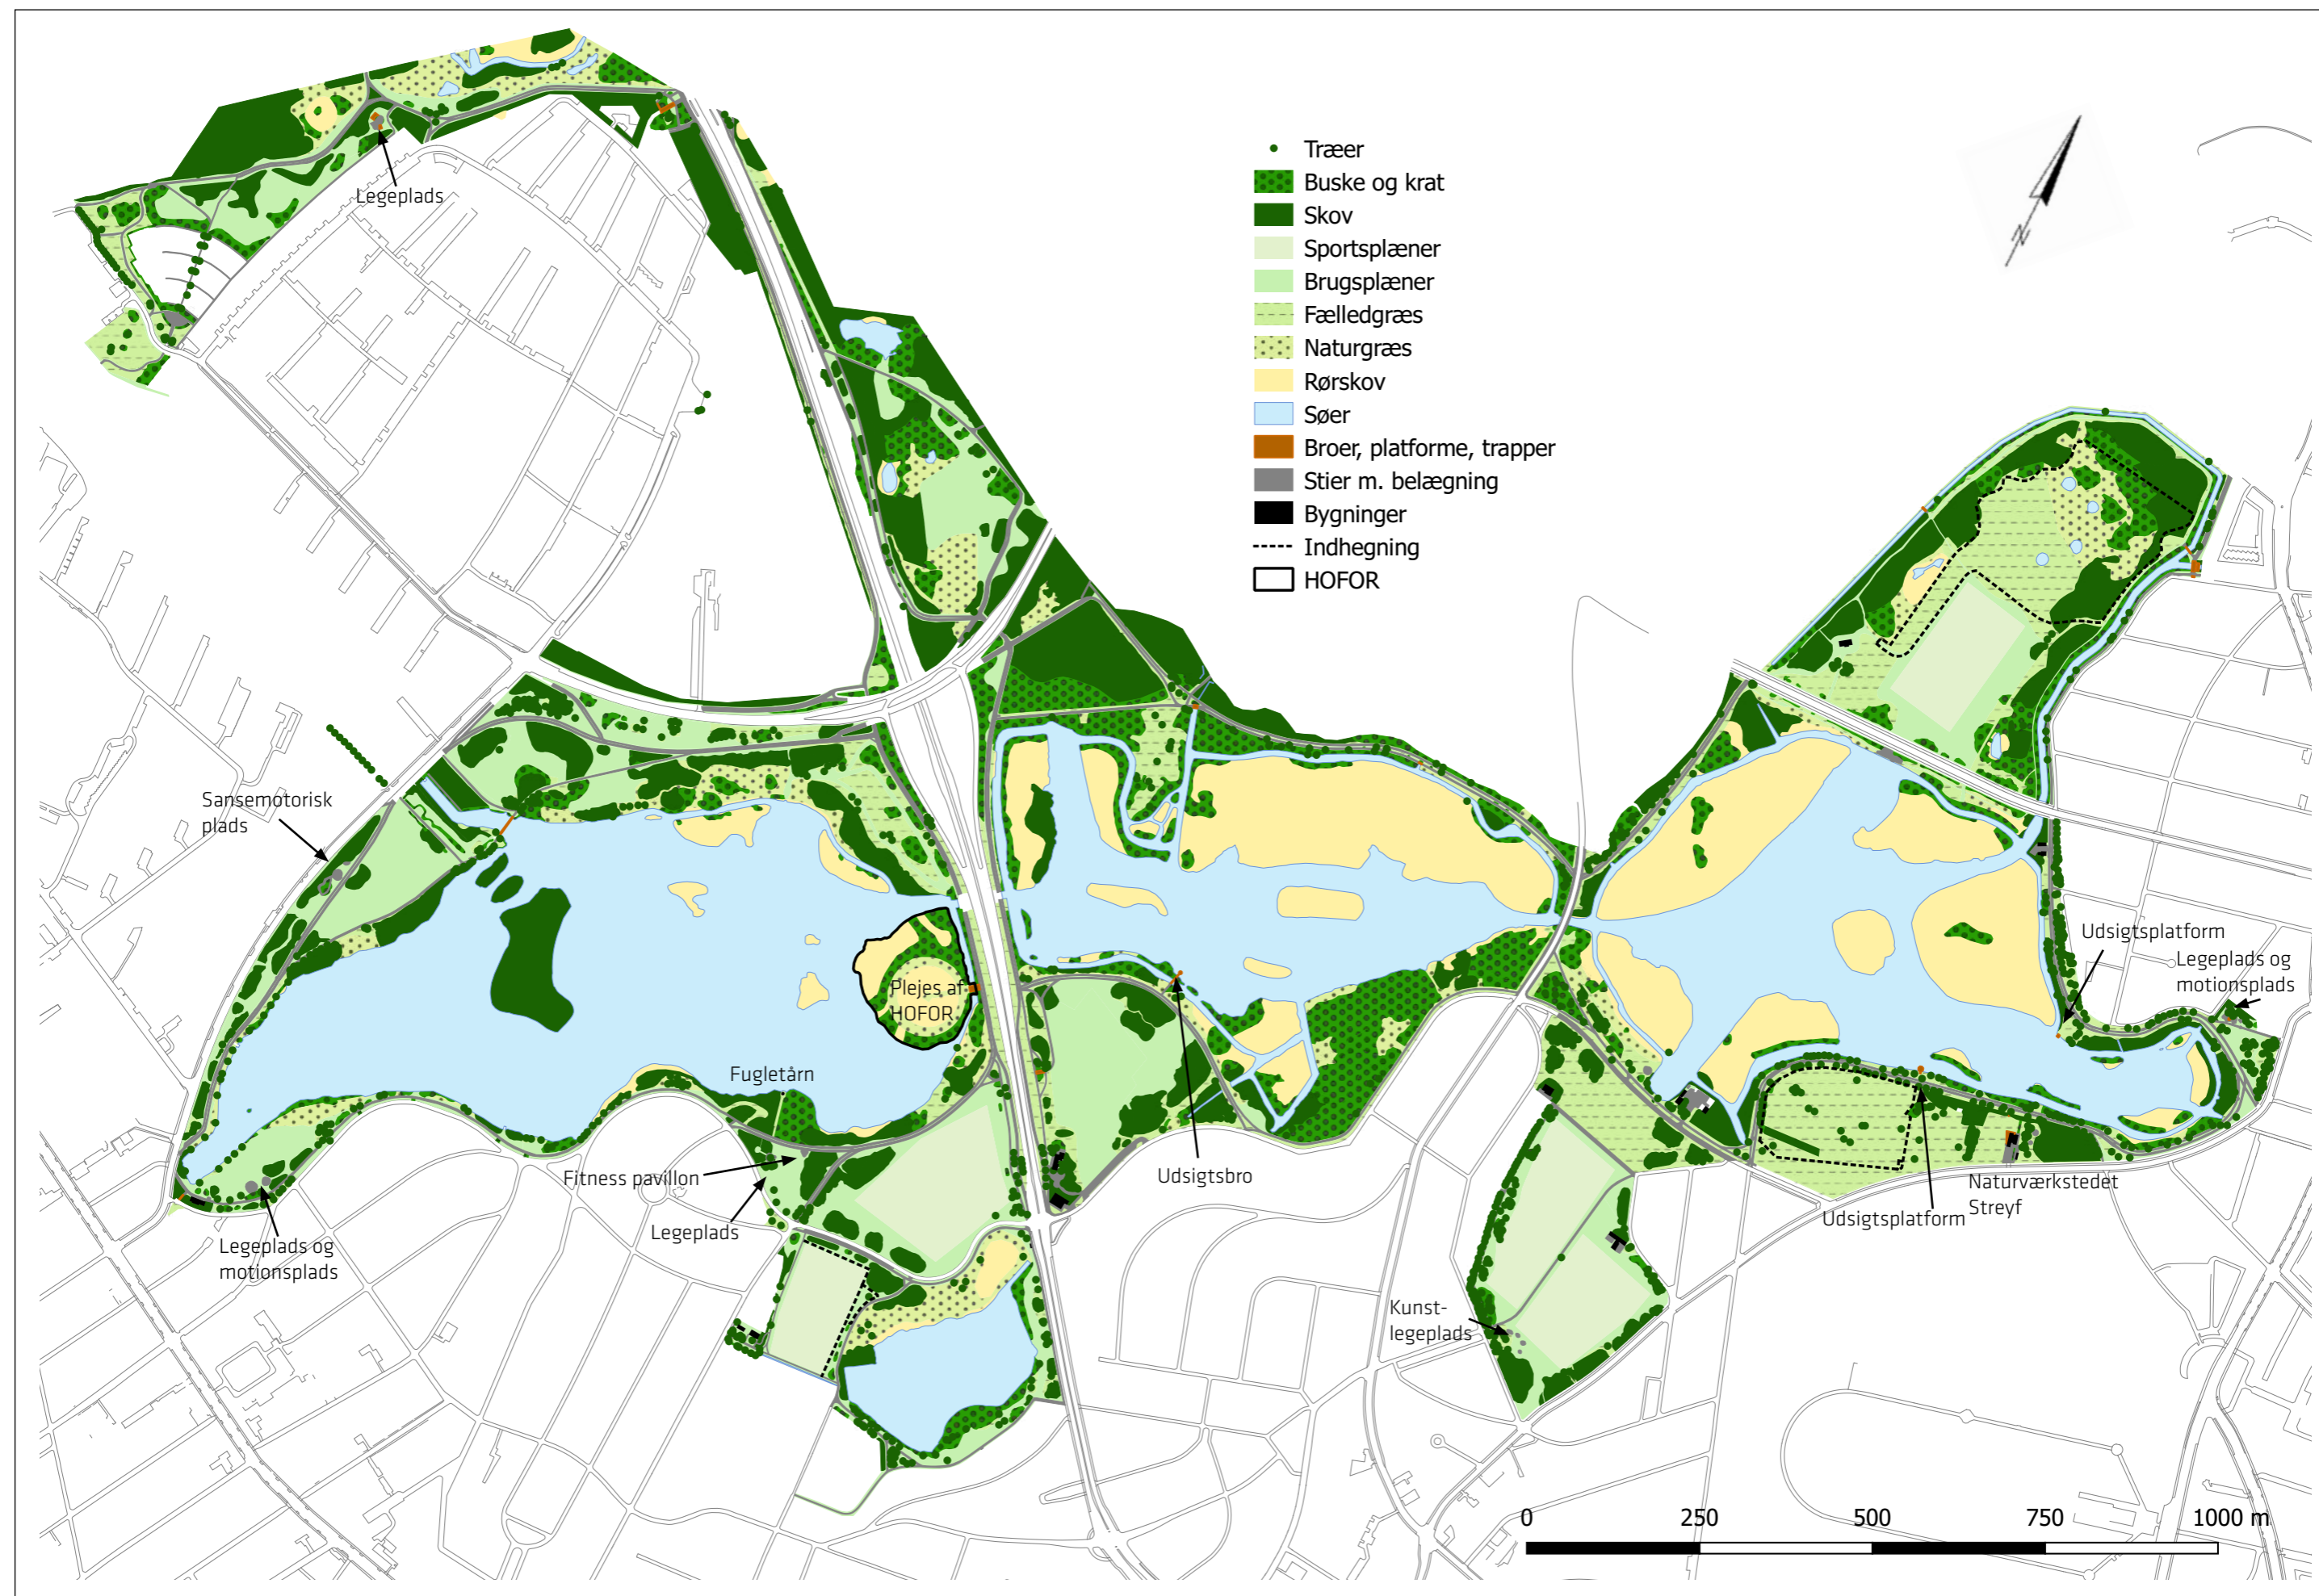 Træer
Buske og krat
Skov
Sportsplæner
Brugsplæner
Fælledgræs
Naturgræs
Rørskov
Søer
Broer, platforme, trapper
Stier m. belægning
Bygninger
Indhegning
HOFOR
N
Legeplads
Sansemotorisk
plads
Plejes af
HOFOR
Fugletårn
Fitness pavillon
Legeplads
Legeplads og
motionsplads
Udsigtsbro
Udsigtsplatform
Legeplads og
motionsplads
Naturværkstedet
Streyf
Udsigtsplatform
Kunst-
legeplads
0 250 500 750 1000 m